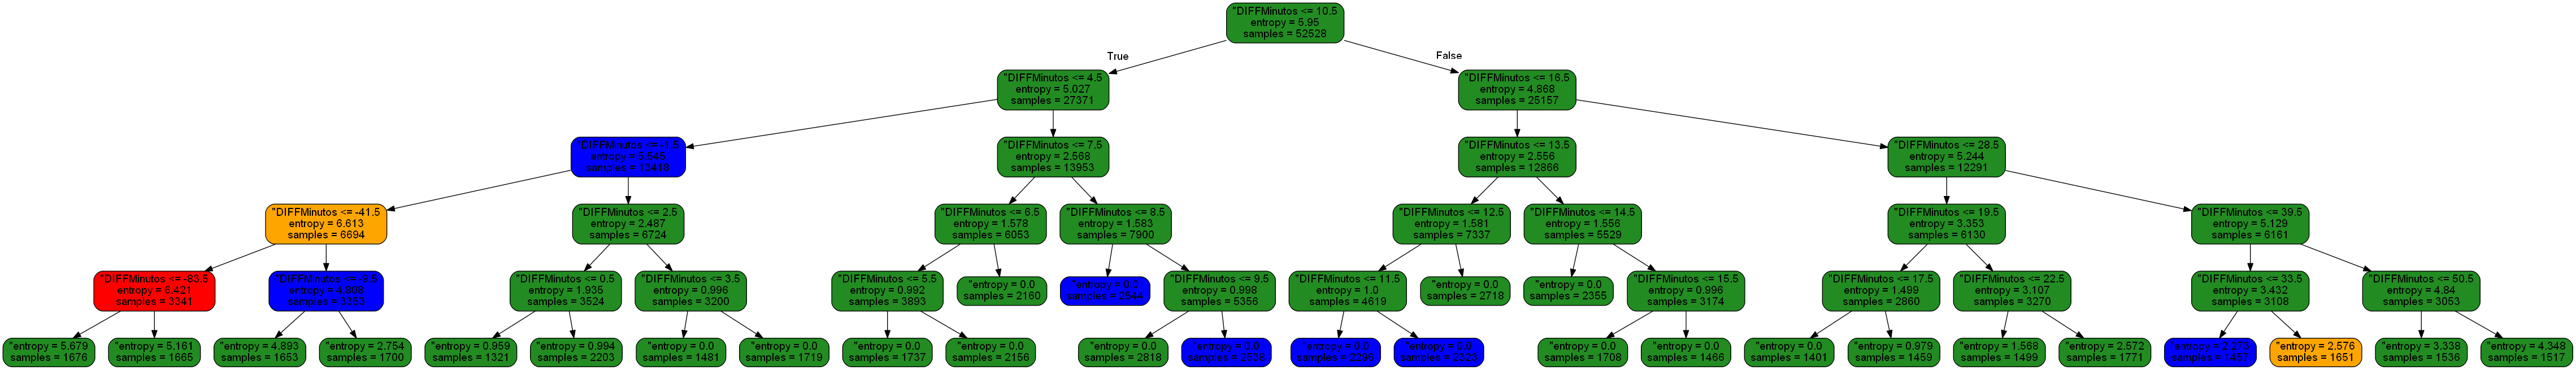 "DIFFMinutos <= 10.5
entropy = 5.95
samples = 52528
True
False
"DIFFMinutos <= 4.5
entropy = 5.027
samples = 27371
"DIFFMinutos <= 16.5
entropy = 4.868
samples = 25157
"DIFFMinutos <= -1.5
entropy = 5.545
samples = 13418
"DIFFMinutos <= 7.5
entropy = 2.568
samples = 13953
"DIFFMinutos <= 13.5
entropy = 2.556
samples = 12866
"DIFFMinutos <= 28.5
entropy = 5.244
samples = 12291
"DIFFMinutos <= -41.5
entropy = 6.613
samples = 6694
"DIFFMinutos <= 2.5
entropy = 2.487
samples = 6724
"DIFFMinutos <= 6.5
entropy = 1.578
samples = 6053
"DIFFMinutos <= 8.5
entropy = 1.583
samples = 7900
"DIFFMinutos <= 12.5
entropy = 1.581
samples = 7337
"DIFFMinutos <= 14.5
entropy = 1.556
samples = 5529
"DIFFMinutos <= 19.5
entropy = 3.353
samples = 6130
"DIFFMinutos <= 39.5
entropy = 5.129
samples = 6161
"DIFFMinutos <= -83.5
entropy = 6.421
samples = 3341
"DIFFMinutos <= -9.5
entropy = 4.808
samples = 3353
"DIFFMinutos <= 0.5
entropy = 1.935
samples = 3524
"DIFFMinutos <= 3.5
entropy = 0.996
samples = 3200
"DIFFMinutos <= 5.5
entropy = 0.992
samples = 3893
"entropy = 0.0
samples = 2160
"entropy = 0.0
samples = 2544
"DIFFMinutos <= 9.5
entropy = 0.998
samples = 5356
"DIFFMinutos <= 11.5
entropy = 1.0
samples = 4619
"entropy = 0.0
samples = 2718
"entropy = 0.0
samples = 2355
"DIFFMinutos <= 15.5
entropy = 0.996
samples = 3174
"DIFFMinutos <= 17.5
entropy = 1.499
samples = 2860
"DIFFMinutos <= 22.5
entropy = 3.107
samples = 3270
"DIFFMinutos <= 33.5
entropy = 3.432
samples = 3108
"DIFFMinutos <= 50.5
entropy = 4.84
samples = 3053
"entropy = 5.679
samples = 1676
"entropy = 5.161
samples = 1665
"entropy = 4.893
samples = 1653
"entropy = 2.754
samples = 1700
"entropy = 0.959
samples = 1321
"entropy = 0.994
samples = 2203
"entropy = 0.0
samples = 1481
"entropy = 0.0
samples = 1719
"entropy = 0.0
samples = 1737
"entropy = 0.0
samples = 2156
"entropy = 0.0
samples = 2818
"entropy = 0.0
samples = 2538
"entropy = 0.0
samples = 2296
"entropy = 0.0
samples = 2323
"entropy = 0.0
samples = 1708
"entropy = 0.0
samples = 1466
"entropy = 0.0
samples = 1401
"entropy = 0.979
samples = 1459
"entropy = 1.568
samples = 1499
"entropy = 2.572
samples = 1771
"entropy = 2.273
samples = 1457
"entropy = 2.576
samples = 1651
"entropy = 3.338
samples = 1536
"entropy = 4.348
samples = 1517